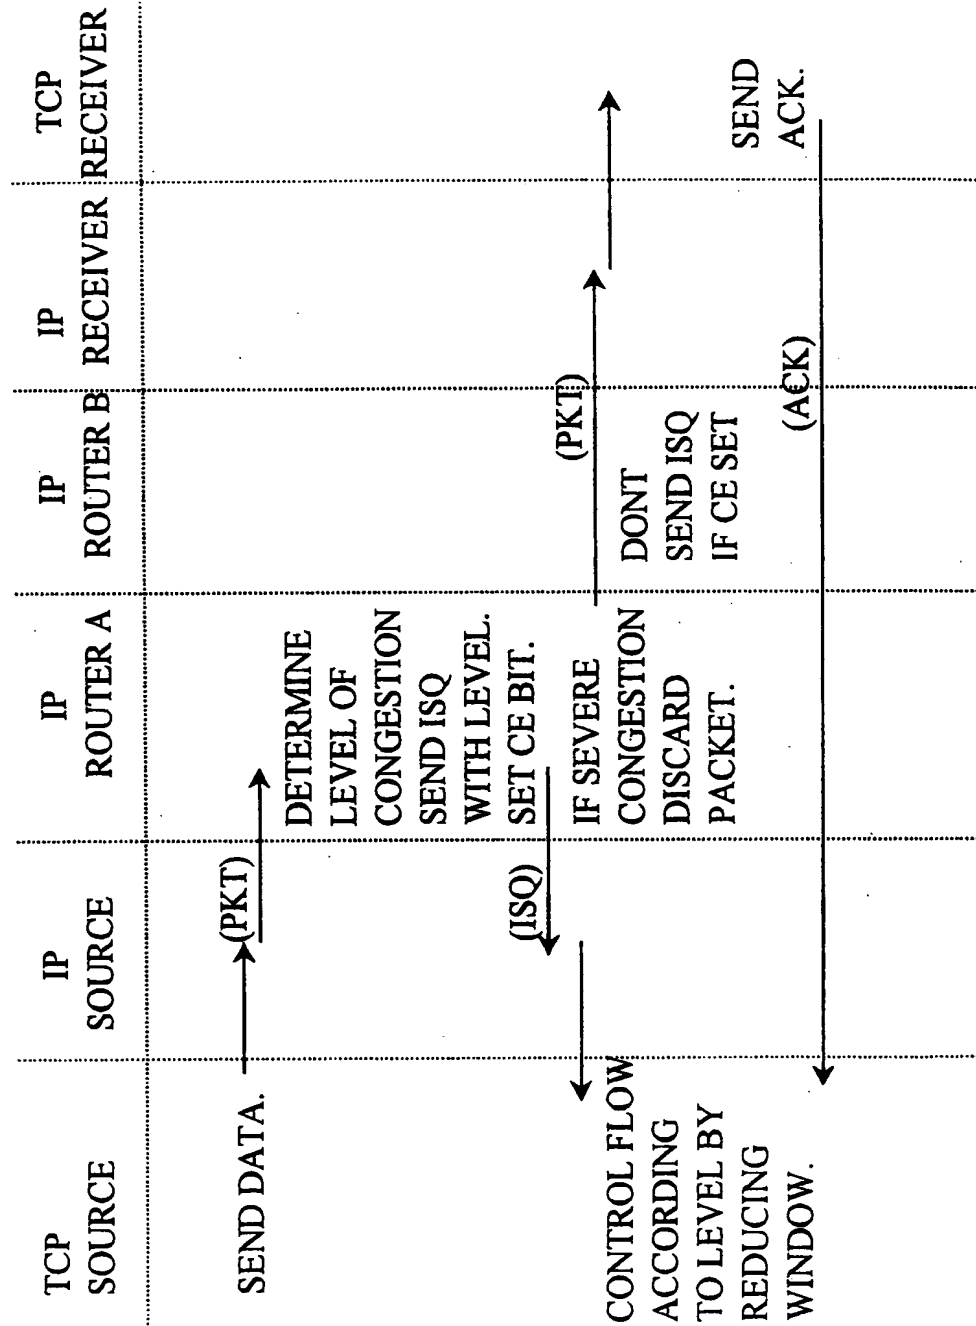 TCP
SOURCE
IP
SOURCE
IP
ROUTER A
IP
ROUTER B
IP
RECEIVER
TCP
RECEIVER
SEND DATA.
(PKT)
DETERMINE
LEVEL OF
CONGESTION
SEND ISQ
WITH LEVEL.
SET CE BIT.
(ISQ)
CONTROL FLOW
ACCORDING
TO LEVEL BY
REDUCING
WINDOW.
IF SEVERE
CONGESTION
DISCARD
PACKET.
(PKT)
DONT
SEND ISQ
IF CE SET
SEND
ACK.
(ACK)